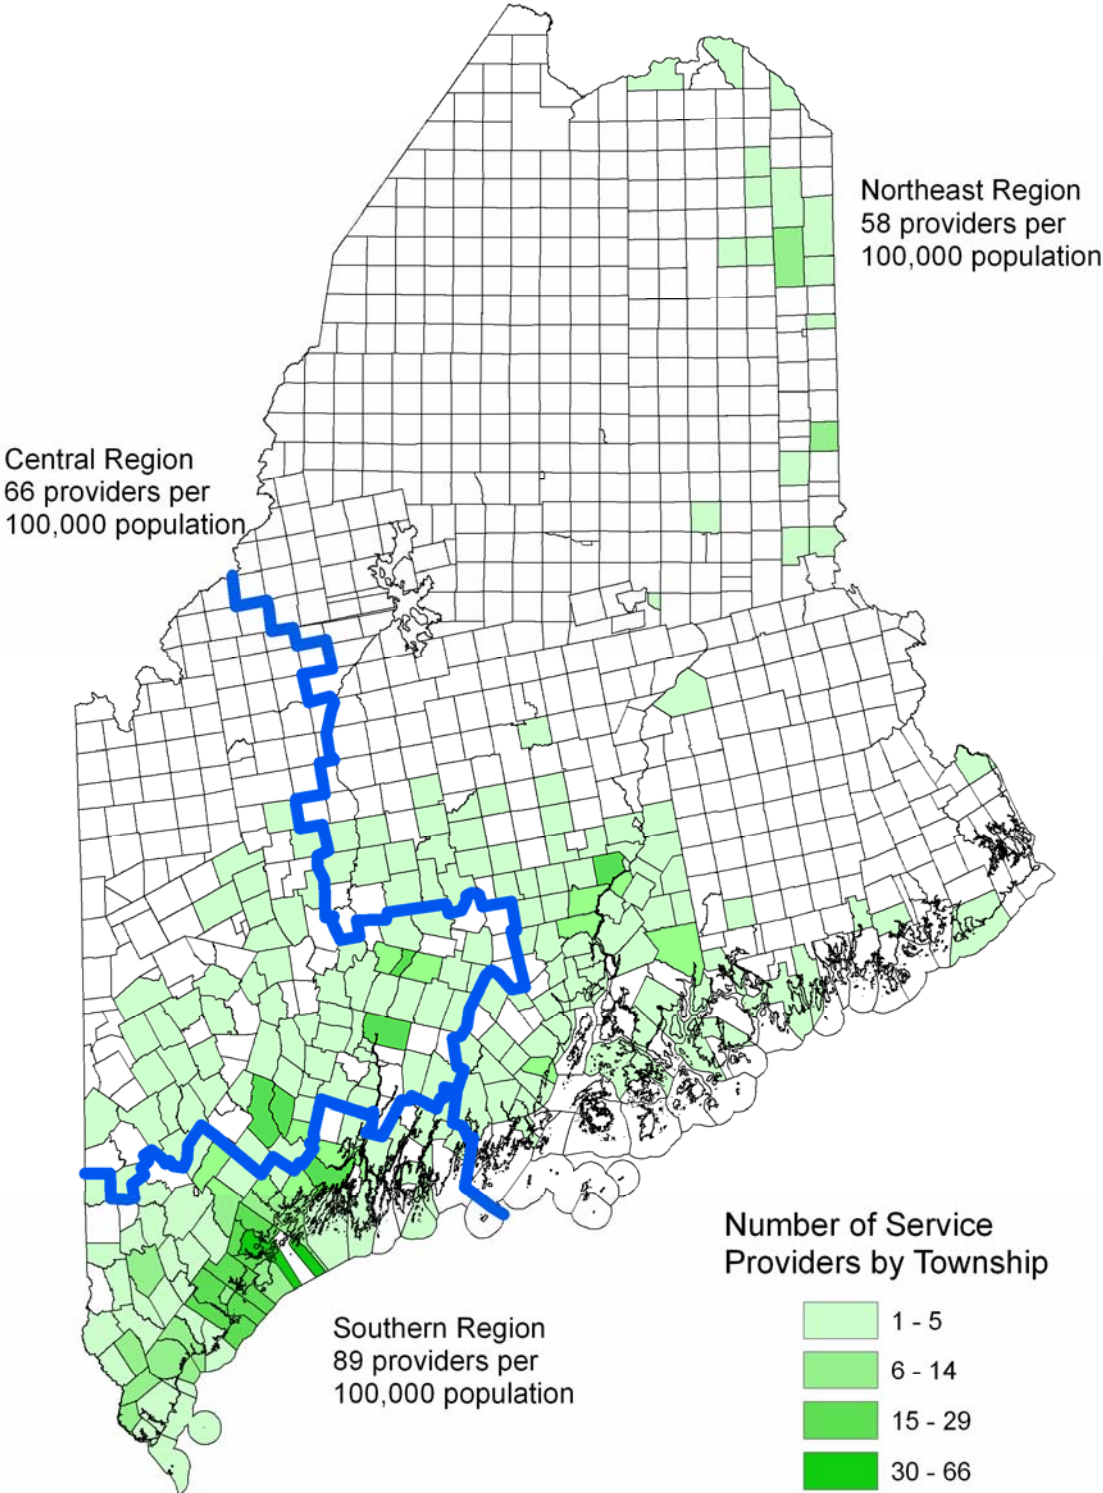 Northeast Region
58 providers per
100,000 population
Central Region
66 providers per
100,000 population
Southern Region
89 providers per
100,000 population
Number of Service
Providers by Township
1 - 5
6 - 14
15 - 29
30 - 66